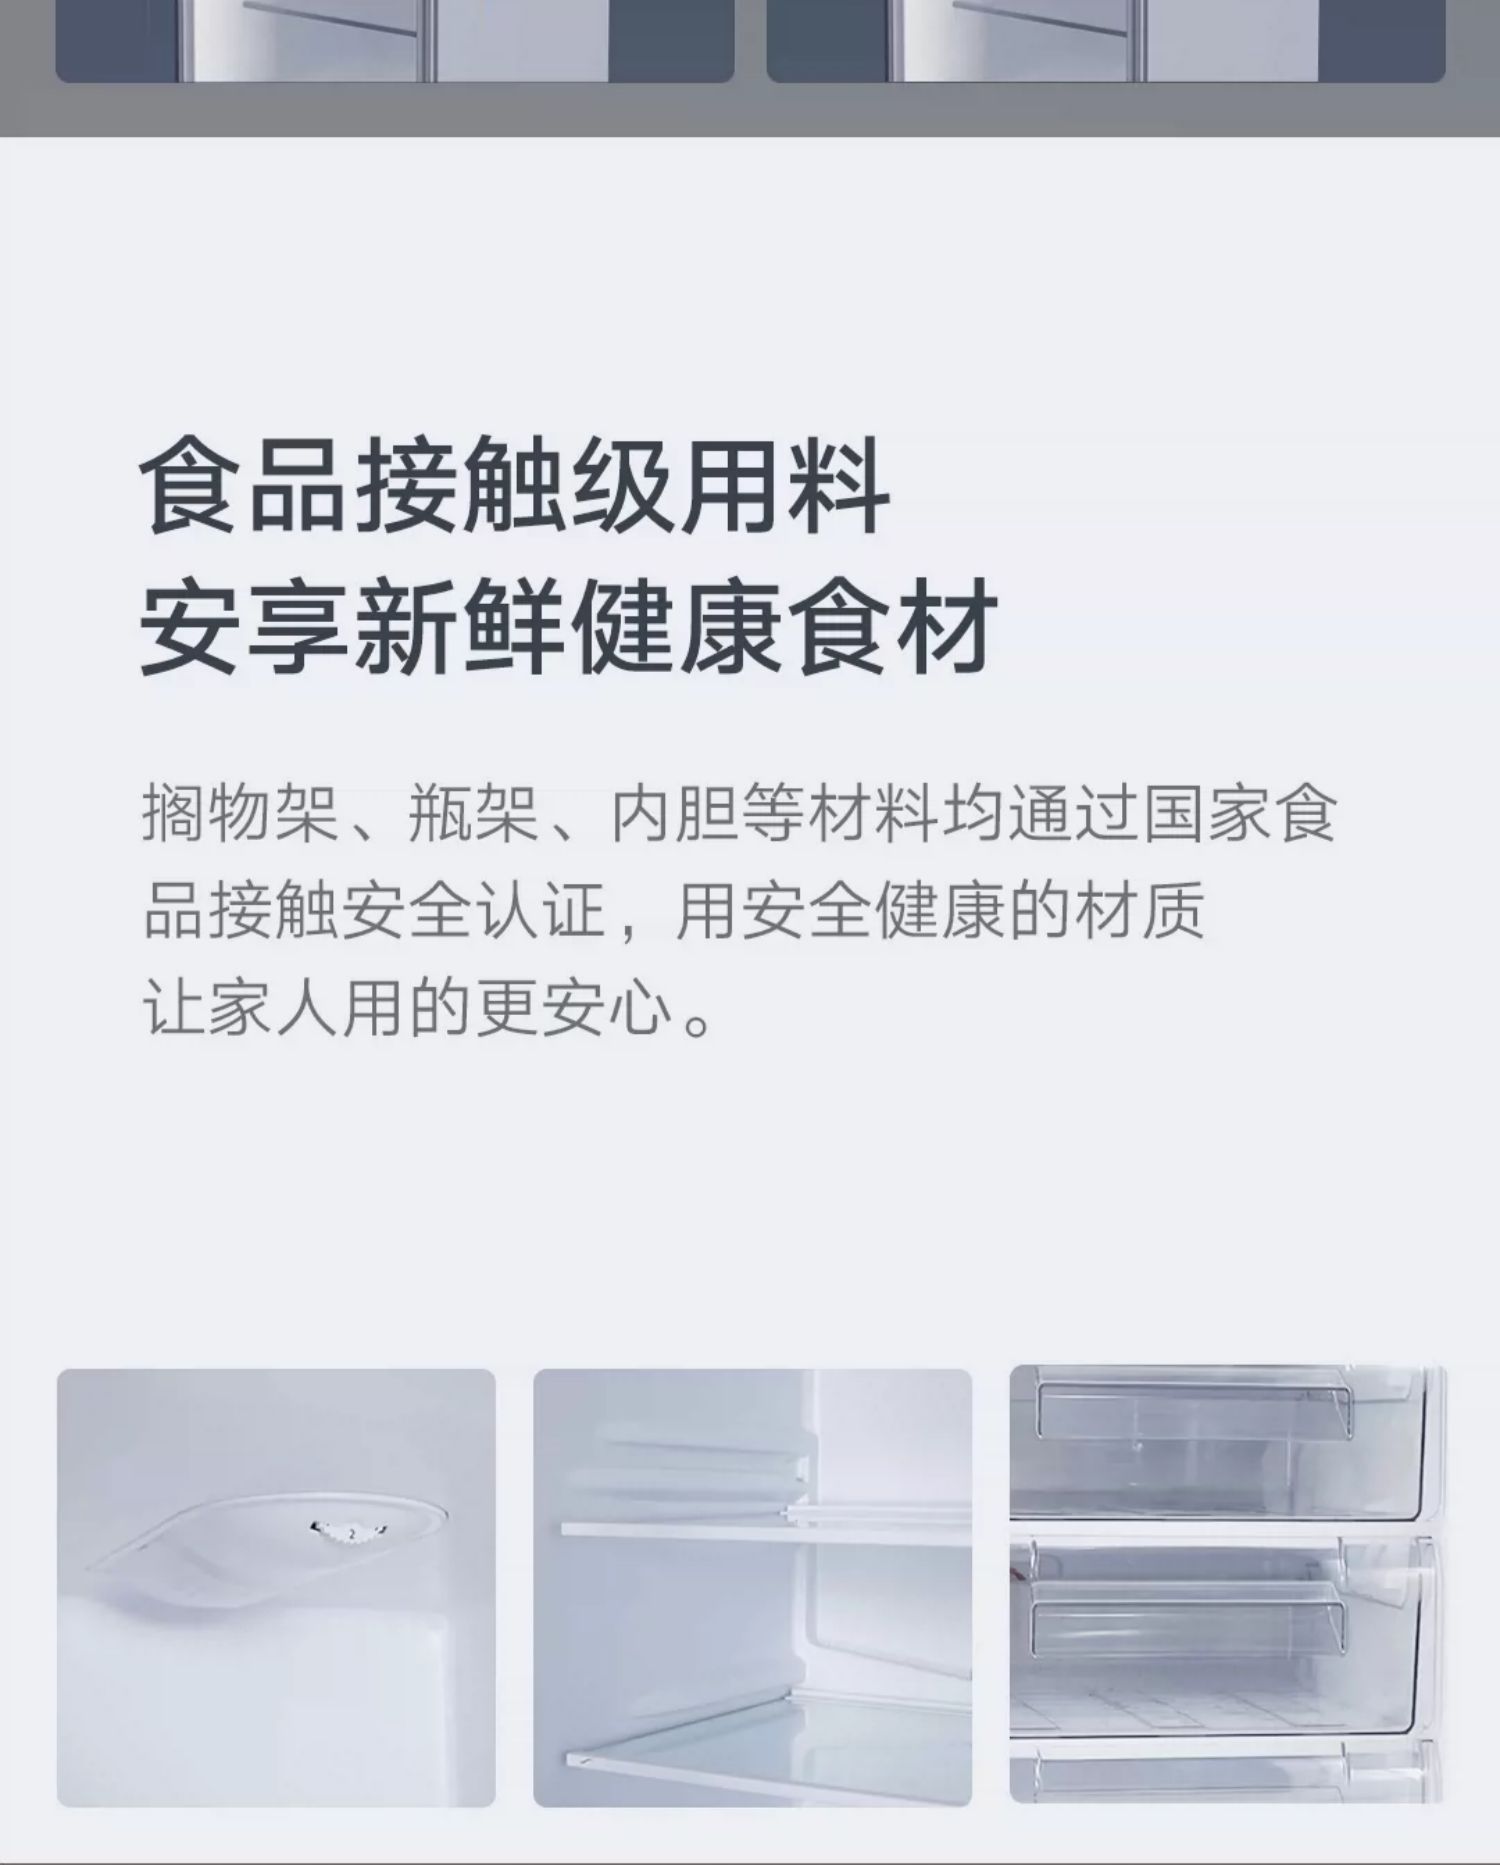 食品接触级用料
安享新鲜健康食材
搁物架、瓶架、内胆等材料均通过国家食
品接触安全认证，用安全健康的材质
让家人用的更安心。
2